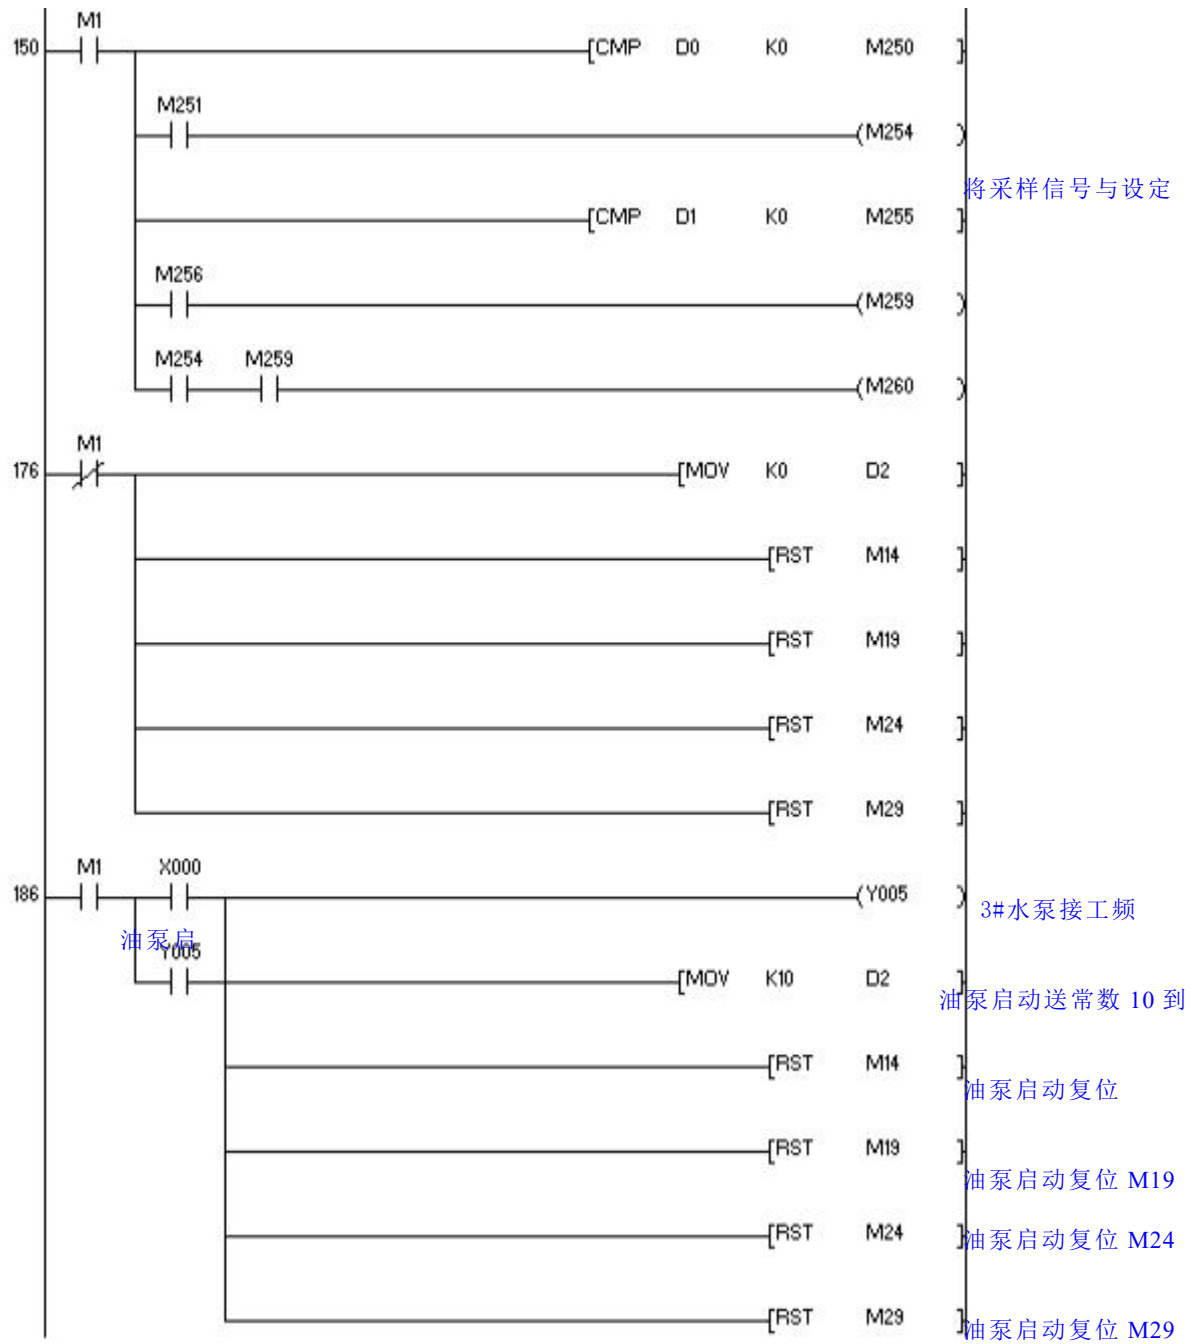 M1
150 [CMP D0 K0 M250 ]
M251
(M254 )
将采样信号与设定
[CMP D1 K0 M255 ]
M256
(M259 )
M254 M259
(M260 )
M1
176 [MOV K0 D2 ]
[RST M14 ]
[RST M19 ]
[RST M24 ]
[RST M29 ]
M1 X000
186 (Y005 )
3#水泵接工频
油泵启
Y005
[MOV K10 D2 ]
油泵启动送常数 10 到
[RST M14 ]
油泵启动复位
[RST M19 ]
油泵启动复位 M19
[RST M24 ]
油泵启动复位 M24
[RST M29 ]
油泵启动复位 M29